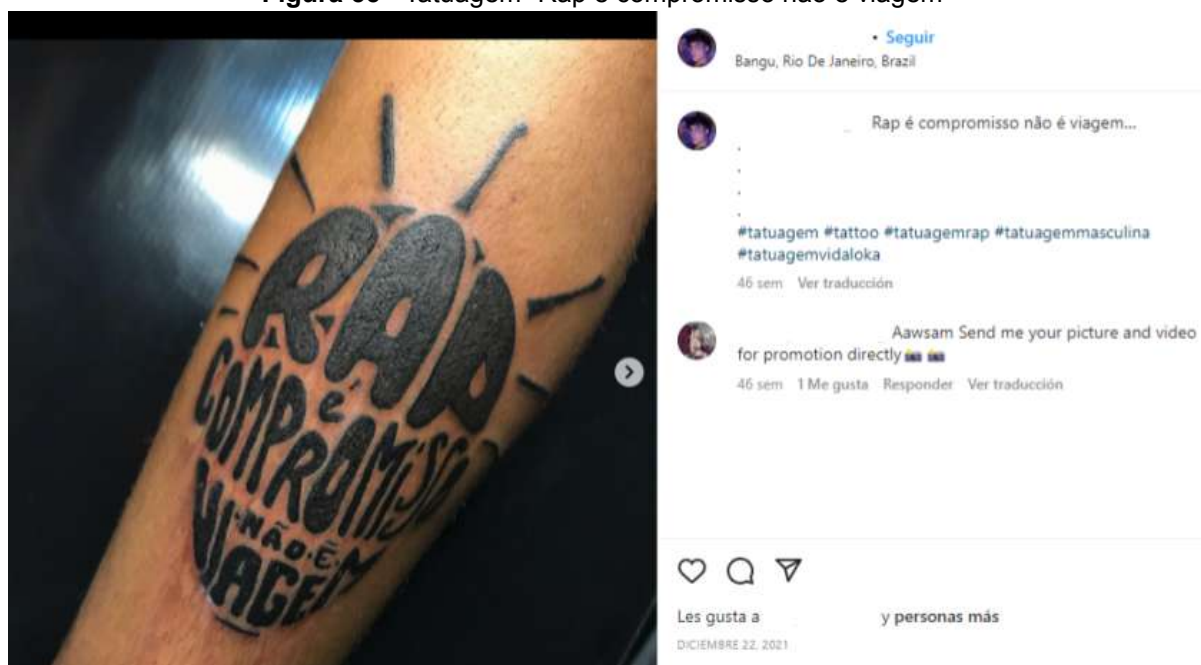 Figura - Tatuagem "Rap é compromisso não é viagem"
RAP
é
COMPROMiSSO
·NÃO·É·
VIAGEM
• Seguir
Bangu, Rio De Janeiro, Brazil
Rap é compromisso não é viagem...
.
.
.
.
#tatuagem #tattoo #tatuagemrap #tatuagemmasculina
#tatuagemvidaloka
46 sem Ver traducción
Aawsam Send me your picture and video
for promotion directly 📸 📸
46 sem 1 Me gusta Responder Ver traducción
Les gusta a y personas más
DICIEMBRE 22, 2021